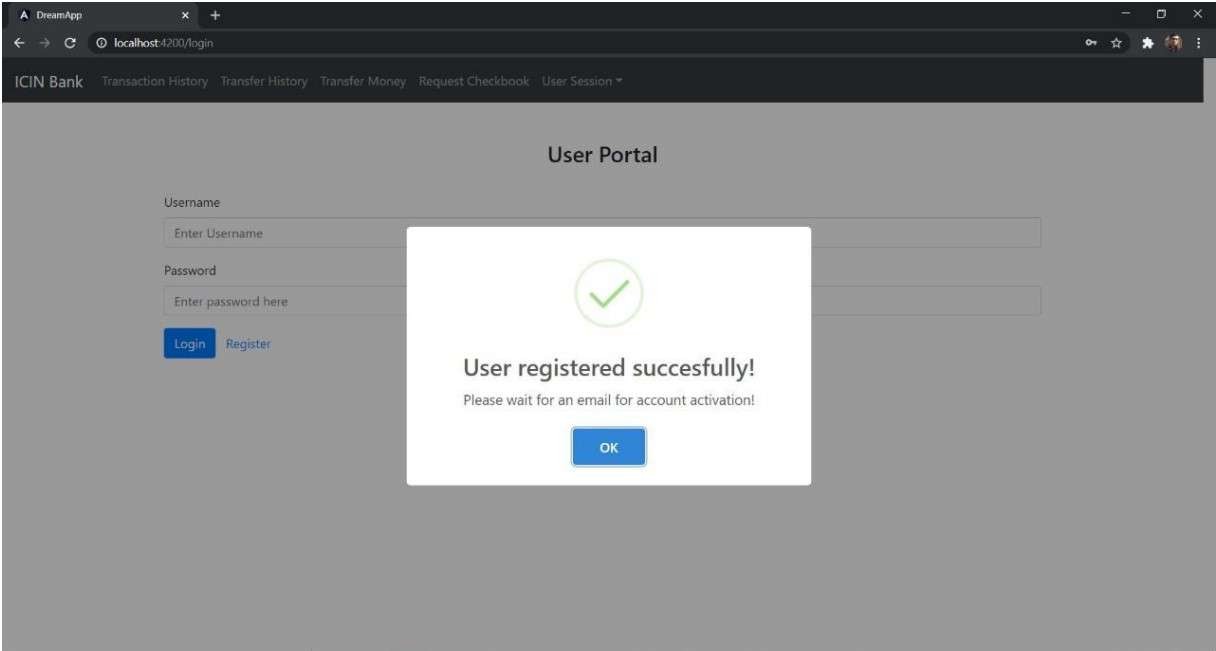 DreamApp
localhost:4200/login
ICIN Bank Transaction History Transfer History Transfer Money Request Checkbook User Session
User Portal
Username
Enter Username
Password
Enter password here
Login Register
User registered succesfully!
Please wait for an email for account activation!
OK